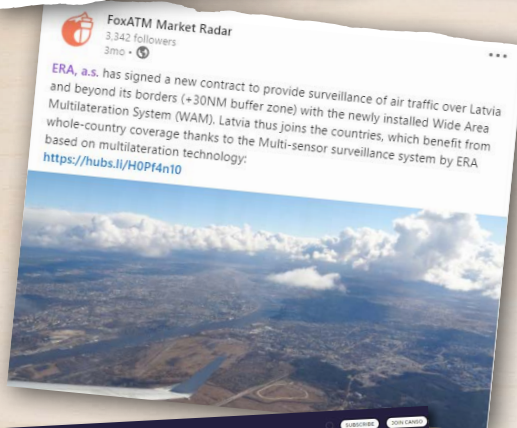 FoxATM Market Radar
3,342 followers
3mo •
ERA, a.s. has signed a new contract to provide surveillance of air traffic over Latvia
and beyond its borders (+30NM buffer zone) with the newly installed Wide Area
Multilateration System (WAM). Latvia thus joins the countries, which benefit from
whole-country coverage thanks to the Multi-sensor surveillance system by ERA
based on multilateration technology:
https://hubs.li/H0Pf4n10
SUBSCRIBE
JOIN CANSO